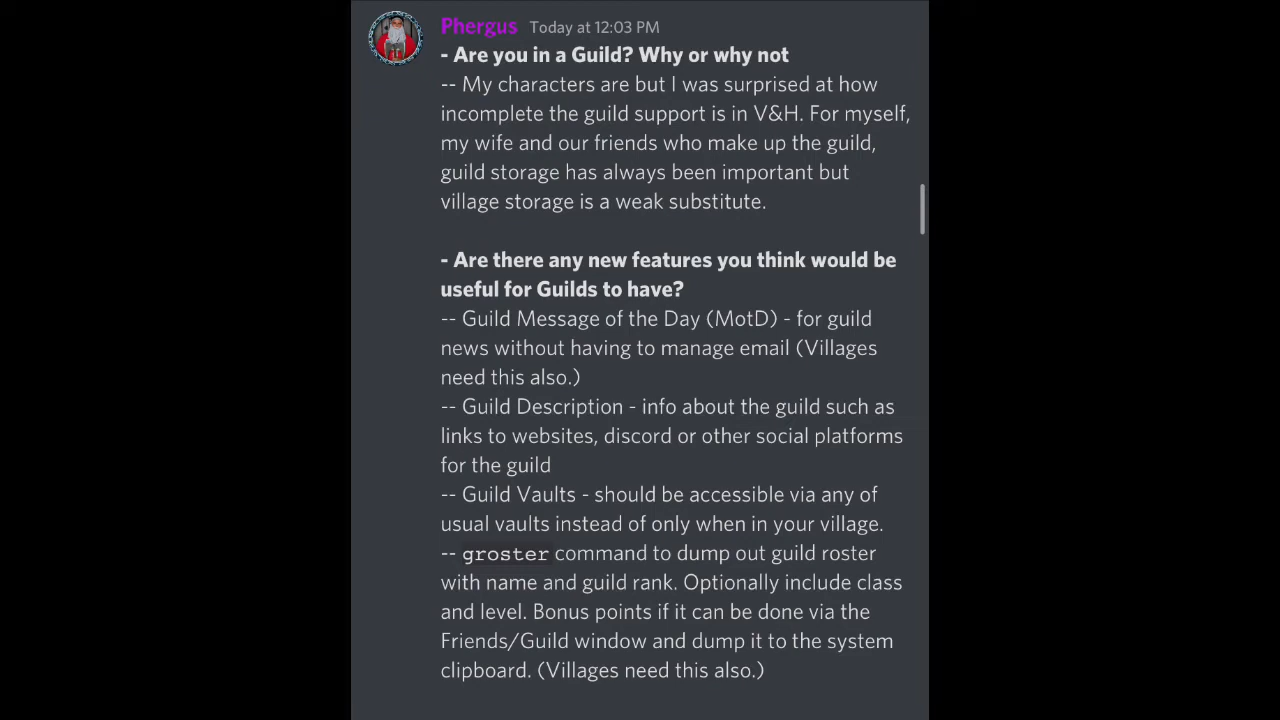 Phergus Today at 12:03 PM
- Are you in a Guild? Why or why not
-- My characters are but I was surprised at how
incomplete the guild support is in V&H. For myself,
my wife and our friends who make up the guild,
guild storage has always been important but
village storage is a weak substitute.
- Are there any new features you think would be
useful for Guilds to have?
-- Guild Message of the Day (MotD) - for guild
news without having to manage email (Villages
need this also.)
-- Guild Description - info about the guild such as
links to websites, discord or other social platforms
for the guild
-- Guild Vaults - should be accessible via any of
usual vaults instead of only when in your village.
-- groster command to dump out guild roster
with name and guild rank. Optionally include class
and level. Bonus points if it can be done via the
Friends/Guild window and dump it to the system
clipboard. (Villages need this also.)